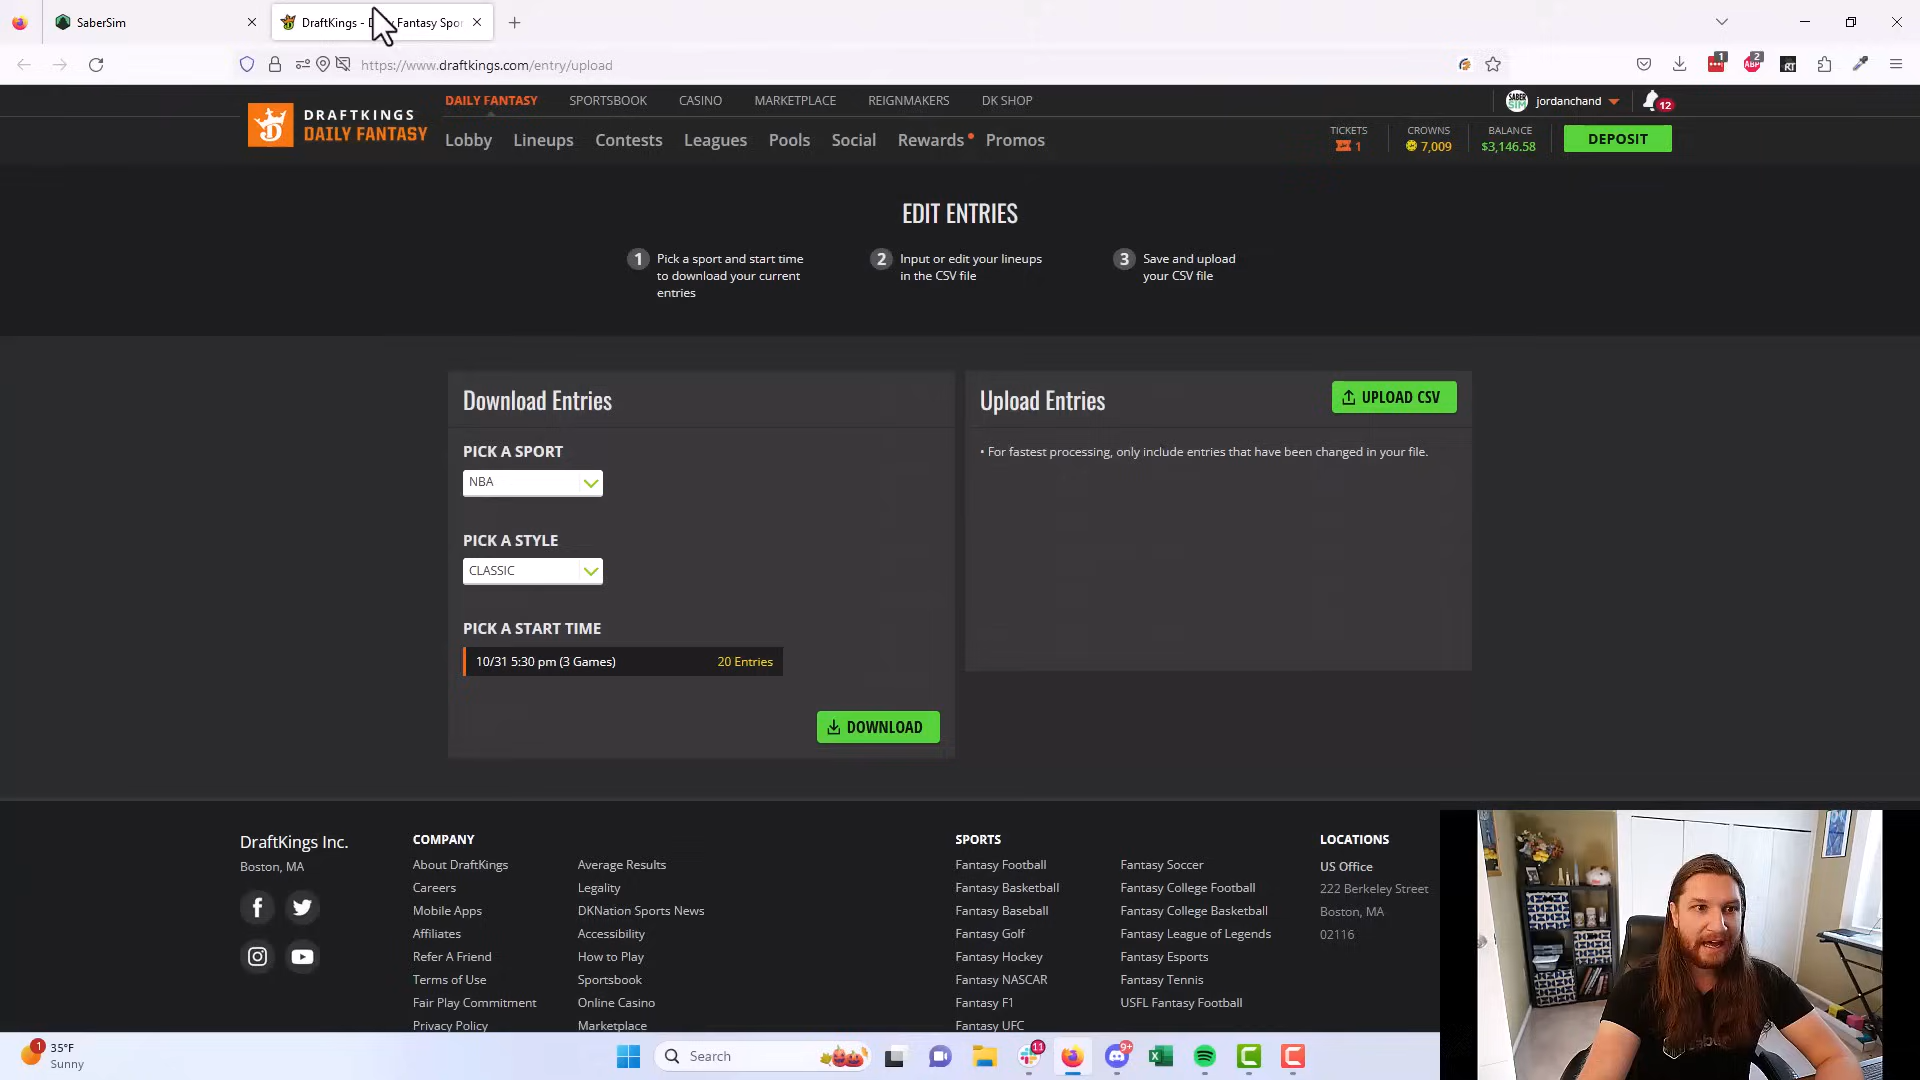 SaberSim
DraftKings - D
Fantasy Spo
https://www.draftkings.com/entry/upload
1
2
RT
DRAFTKINGS
DAILY FANTASY
DAILY FANTASY
SPORTSBOOK
CASINO
MARKETPLACE
REIGNMAKERS
DK SHOP
SABER
SIM
jordanchand
12
Lobby
Lineups
Contests
Leagues
Pools
Social
Rewards
Promos
TICKETS
1
CROWNS
7,009
BALANCE
$3,146.58
DEPOSIT
EDIT ENTRIES
1 Pick a sport and start time
to download your current
entries
2 Input or edit your lineups
in the CSV file
3 Save and upload
your CSV file
Download Entries
PICK A SPORT
NBA
PICK A STYLE
CLASSIC
PICK A START TIME
10/31 5:30 pm (3 Games) 20 Entries
DOWNLOAD
Upload Entries
UPLOAD CSV
• For fastest processing, only include entries that have been changed in your file.
DraftKings Inc.
Boston, MA
COMPANY
About DraftKings
Careers
Mobile Apps
Affiliates
Refer A Friend
Terms of Use
Fair Play Commitment
Privacy Policy
Average Results
Legality
DKNation Sports News
Accessibility
How to Play
Sportsbook
Online Casino
Marketplace
SPORTS
Fantasy Football
Fantasy Basketball
Fantasy Baseball
Fantasy Golf
Fantasy Hockey
Fantasy NASCAR
Fantasy F1
Fantasy UFC
Fantasy Soccer
Fantasy College Football
Fantasy College Basketball
Fantasy League of Legends
Fantasy Esports
Fantasy Tennis
USFL Fantasy Football
LOCATIONS
US Office
222 Berkeley Street
Boston, MA
02116
1
35°F
Sunny
Search
11
9+